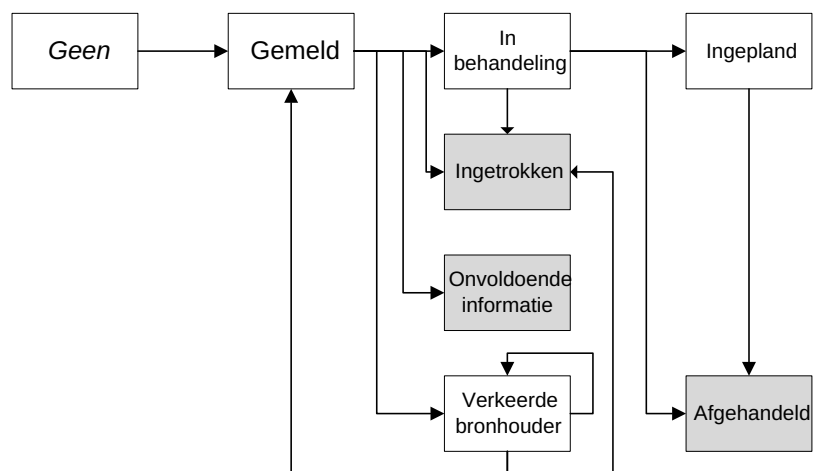 Geen
Gemeld
In
behandeling
Ingepland
Ingetrokken
Onvoldoende
informatie
Verkeerde
bronhouder
Afgehandeld